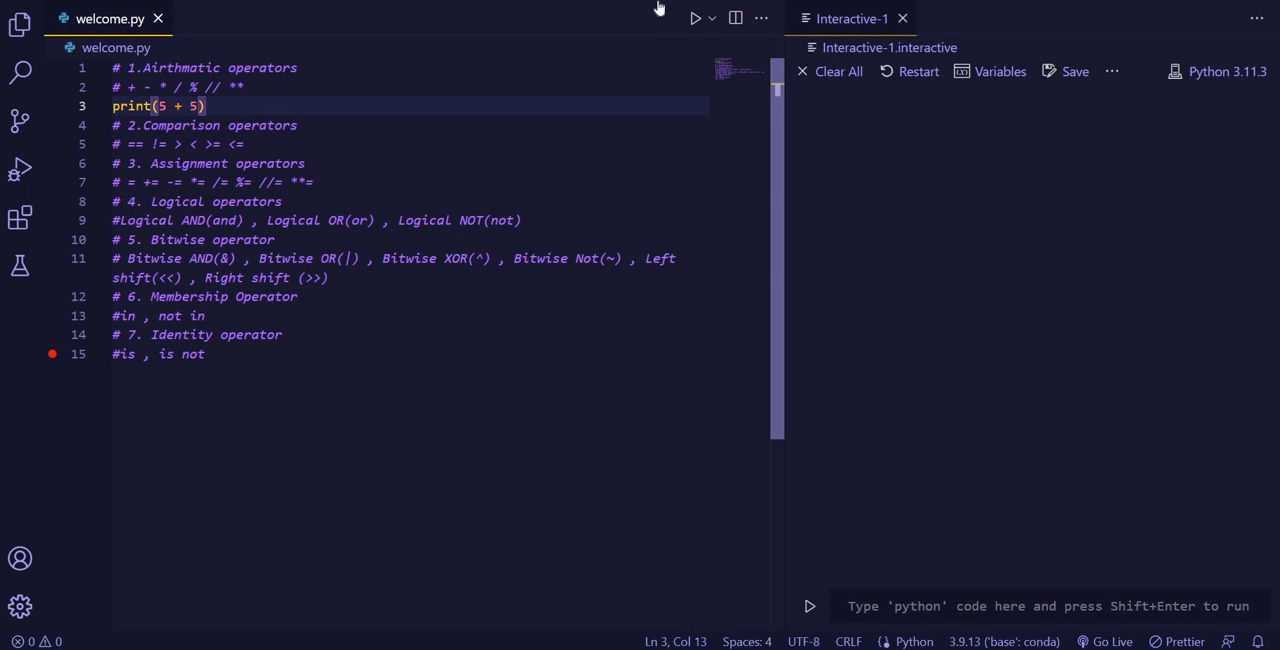 welcome.py
Interactive-1
welcome.py
Interactive-1.interactive
Clear All Restart Variables Save ... Python 3.11.3
1 # 1.Airthmatic operators
2 # + - * / % // **
3 print(5 + 5)
4 # 2.Comparison operators
5 # == != > < >= <=
6 # 3. Assignment operators
7 # = += -= *= /= %= //= **=
8 # 4. Logical operators
9 #Logical AND(and) , Logical OR(or) , Logical NOT(not)
10 # 5. Bitwise operator
11 # Bitwise AND(&) , Bitwise OR(|) , Bitwise XOR(^) , Bitwise Not(~) , Left
shift(<<) , Right shift (>>)
12 # 6. Membership Operator
13 #in , not in
14 # 7. Identity operator
15 #is , is not
Type 'python' code here and press Shift+Enter to run
0 0 Ln 3, Col 13 Spaces: 4 UTF-8 CRLF Python 3.9.13 ('base': conda) Go Live Prettier